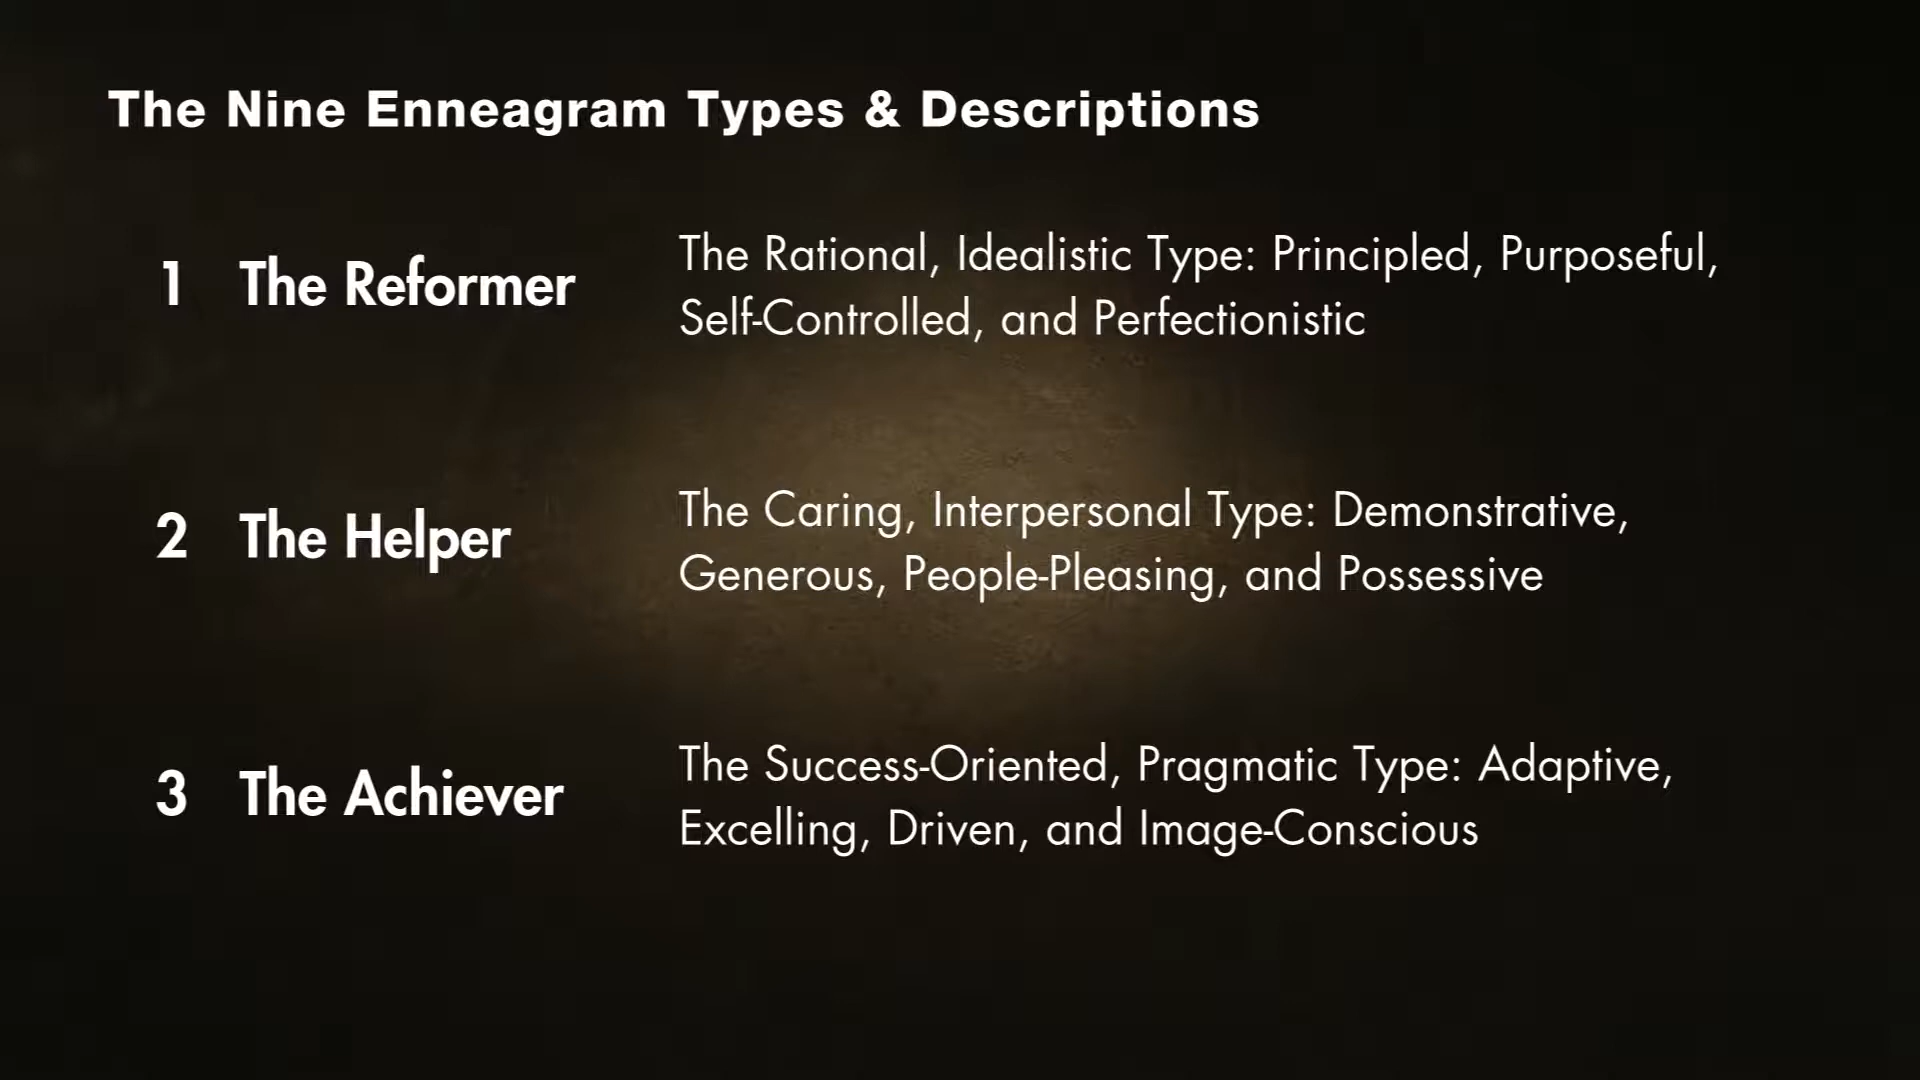 The Nine Enneagram Types & Descriptions
1 The Reformer
The Rational, Idealistic Type: Principled, Purposeful,
Self-Controlled, and Perfectionistic
2 The Helper
The Caring, Interpersonal Type: Demonstrative,
Generous, People-Pleasing, and Possessive
3 The Achiever
The Success-Oriented, Pragmatic Type: Adaptive,
Excelling, Driven, and Image-Conscious